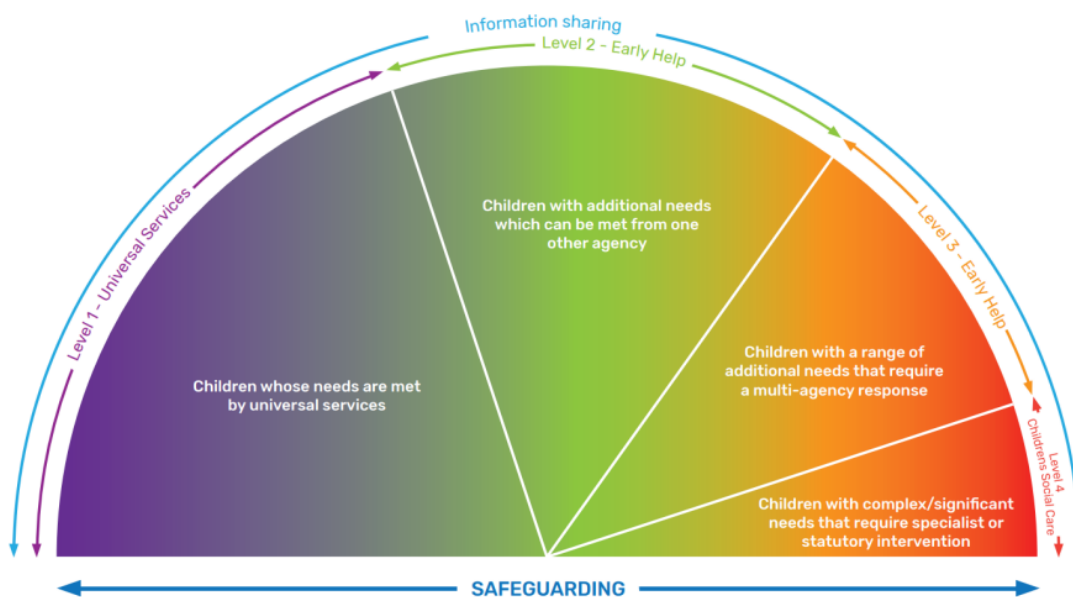 Information sharing
Level 2 - Early Help
Level 1 - Universal Services
Level 3 - Early Help
Level 4
Childrens Social Care
Children with additional needs
which can be met from one
other agency
Children whose needs are met
by universal services
Children with a range of
additional needs that require
a multi-agency response
Children with complex/significant
needs that require specialist or
statutory intervention
SAFEGUARDING